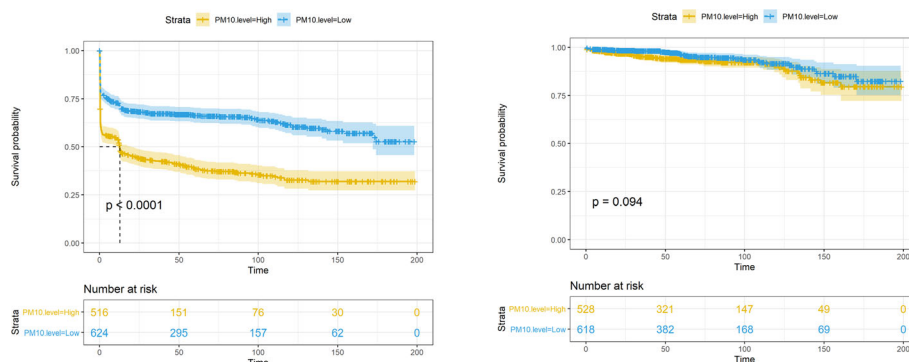 Strata PM10.level=High PM10.level=Low
Survival probability
1.00
0.75
0.50
0.25
0.00
p < 0.0001
0 50 100 150 200
Time
Number at risk
Strata
PM10.level=High 516 151 76 30 0
PM10.level=Low 624 295 157 62 0
0 50 100 150 200
Time
Strata PM10.level=High PM10.level=Low
Survival probability
1.00
0.75
0.50
0.25
0.00
p = 0.094
0 50 100 150 200
Time
Number at risk
Strata
PM10.level=High 528 321 147 49 0
PM10.level=Low 618 382 168 69 0
0 50 100 150 200
Time